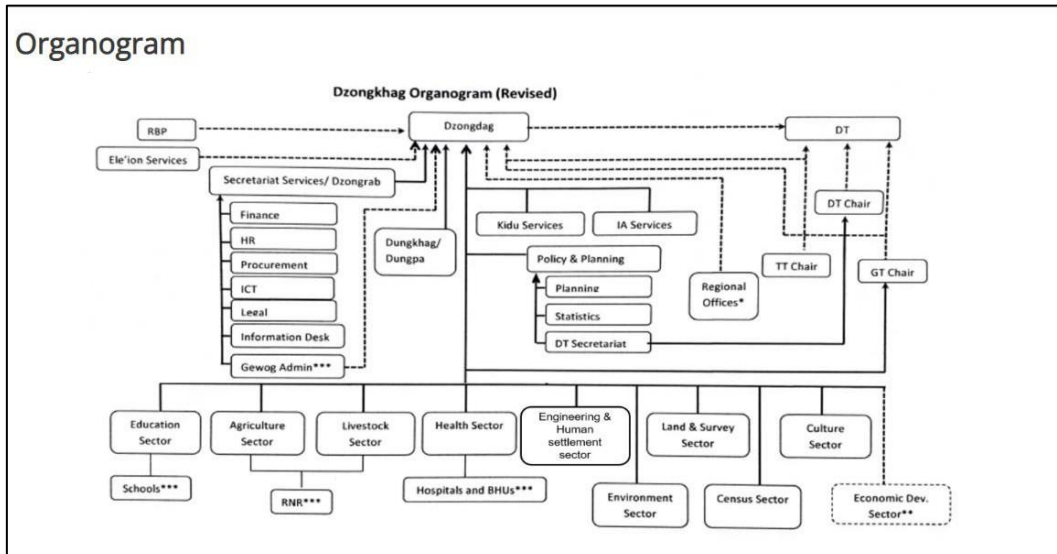 Organogram
Dzongkhag Organogram (Revised)
RBP
Dzongdag
DT
Ele'ion Services
Secretariat Services/ Dzongrab
Finance
HR
Procurement
ICT
Legal
Information Desk
Gewog Admin***
Dungkhag/
Dungpa
Kidu Services
IA Services
Policy & Planning
Planning
Statistics
DT Secretariat
Regional
Offices*
TT Chair
DT Chair
GT Chair
Education
Sector
Agriculture
Sector
Livestock
Sector
Health Sector
Engineering &
Human
settlement
sector
Land & Survey
Sector
Culture
Sector
Schools***
RNR***
Hospitals and BHUs***
Environment
Sector
Census Sector
Economic Dev.
Sector**